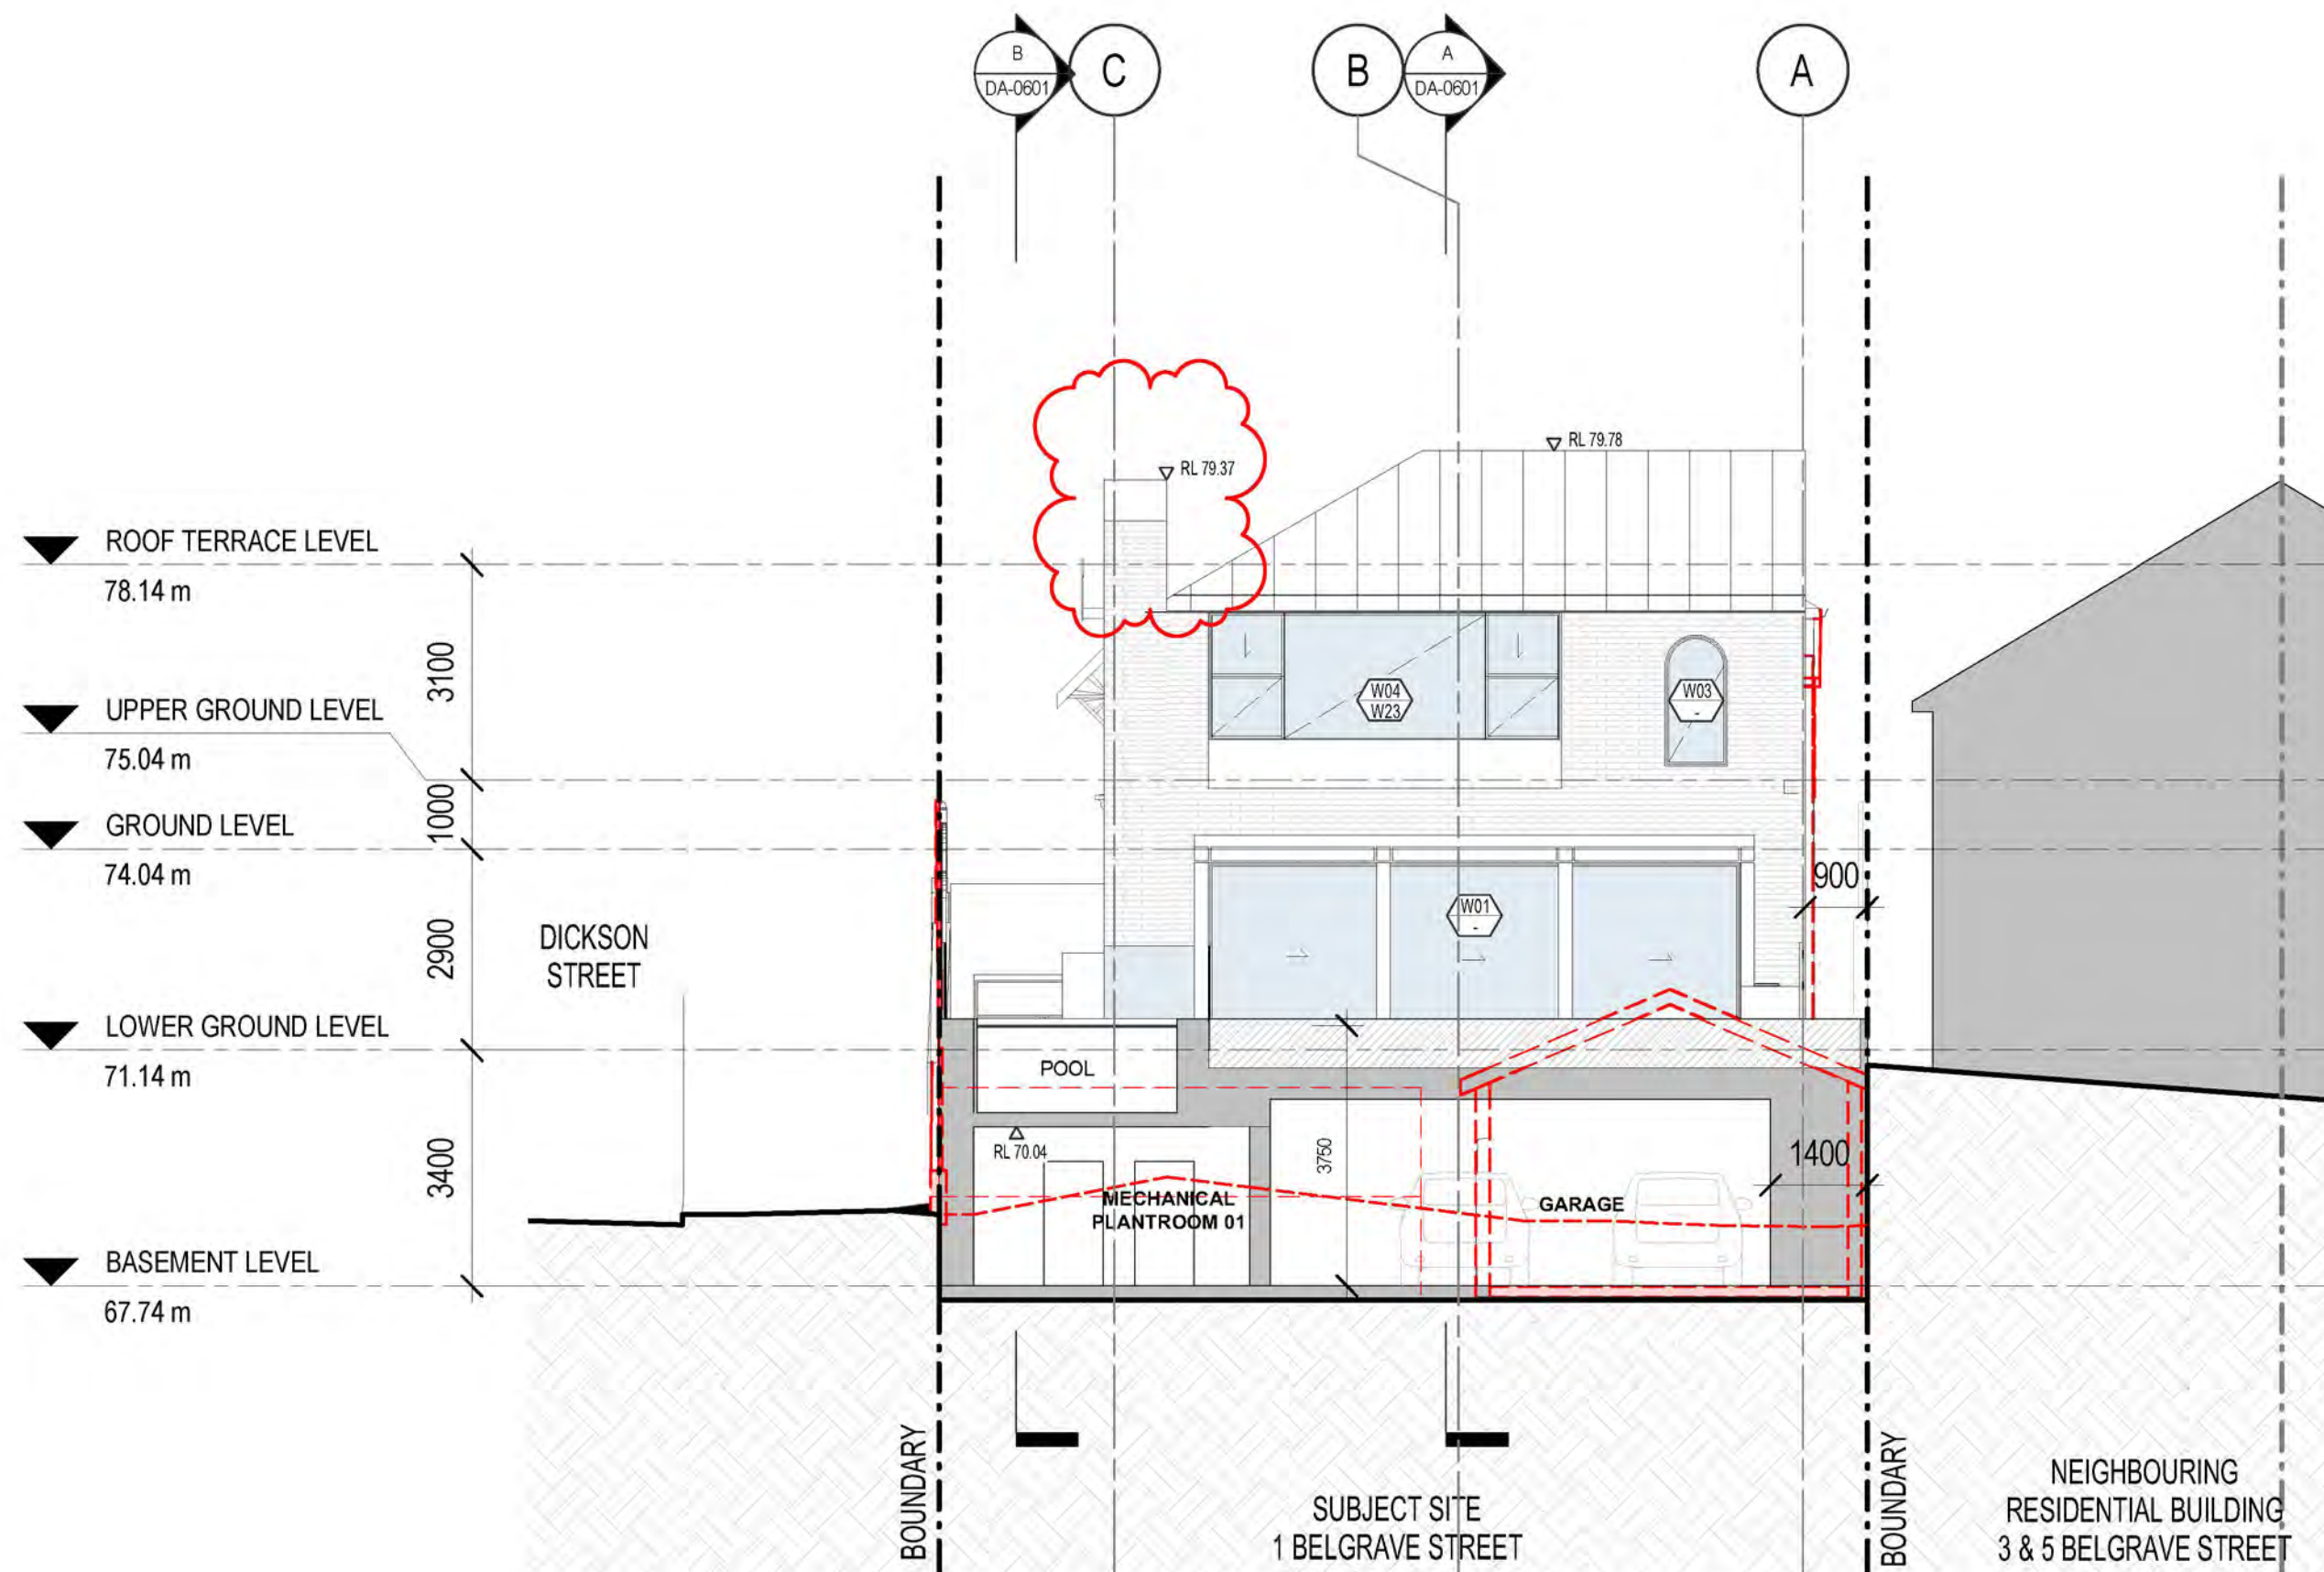 B
DA-0601
C
B
A
DA-0601
A
RL 79.78
RL 79.37
ROOF TERRACE LEVEL
78.14 m
3100
UPPER GROUND LEVEL
75.04 m
W04
W23
W03
-
1000
GROUND LEVEL
74.04 m
900
2900
DICKSON
STREET
W01
-
LOWER GROUND LEVEL
71.14 m
POOL
3400
RL 70.04
3750
1400
MECHANICAL
PLANTROOM 01
GARAGE
BASEMENT LEVEL
67.74 m
BOUNDARY
BOUNDARY
SUBJECT SITE
1 BELGRAVE STREET
NEIGHBOURING
RESIDENTIAL BUILDING
3 & 5 BELGRAVE STREET